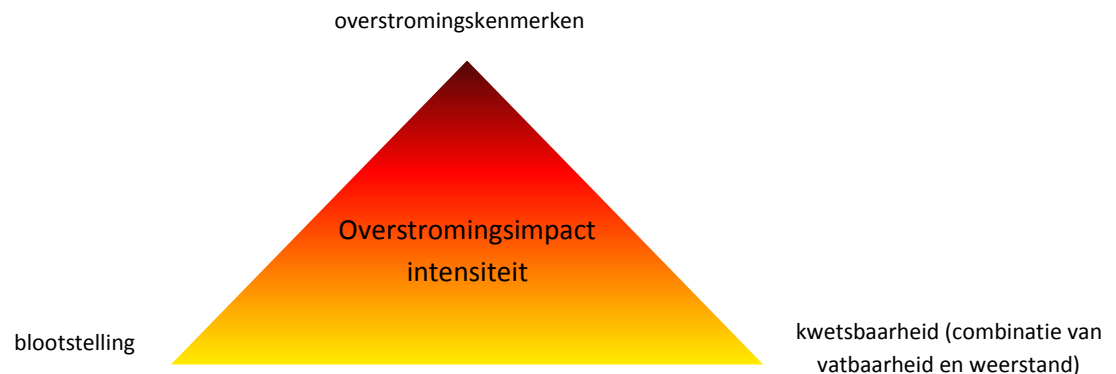 overstromingskenmerken
Overstromingsimpact
intensiteit
blootstelling
kwetsbaarheid (combinatie van
vatbaarheid en weerstand)